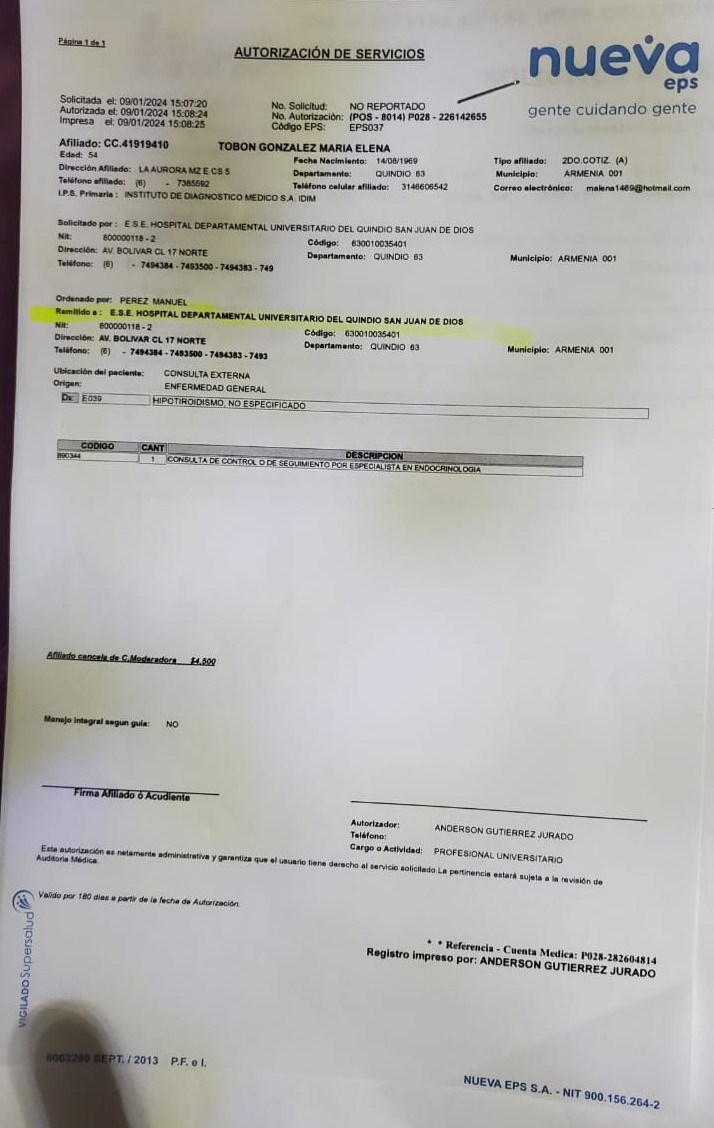 Página 1 de 1
AUTORIZACIÓN DE SERVICIOS
nueva
eps
gente cuidando gente
Solicitada el: 09/01/2024 15:07:20
Autorizada el: 09/01/2024 15:08:24
Impresa el: 09/01/2024 15:08:25
No. Solicitud: NO REPORTADO
No. Autorización: (POS - 8014) P028 - 226142655
Código EPS: EPS037
Afiliado: CC.41919410 TOBON GONZALEZ MARIA ELENA
Edad: 54 Fecha Nacimiento: 14/08/1969 Tipo afiliado: 2DO.COTIZ. (A)
Dirección Afiliado: LA AURORA MZ E CS 5 Departamento: QUINDIO 63 Municipio: ARMENIA 001
Teléfono afiliado: (6) - 7385592 Teléfono celular afiliado: 3146606542 Correo electrónico: malena1469@hotmail.com
I.P.S. Primaria: INSTITUTO DE DIAGNOSTICO MEDICO S.A. IDIM
Solicitado por: E.S.E. HOSPITAL DEPARTAMENTAL UNIVERSITARIO DEL QUINDIO SAN JUAN DE DIOS
Nit: 800000118 - 2 Código: 630010035401
Dirección: AV. BOLIVAR CL 17 NORTE Departamento: QUINDIO 63 Municipio: ARMENIA 001
Teléfono: (6) - 7494384 - 7493500 - 7494383 - 749
Ordenado por: PEREZ MANUEL
Remitido a: E.S.E. HOSPITAL DEPARTAMENTAL UNIVERSITARIO DEL QUINDIO SAN JUAN DE DIOS
Nit: 800000118 - 2 Código: 630010035401
Dirección: AV. BOLIVAR CL 17 NORTE Departamento: QUINDIO 63 Municipio: ARMENIA 001
Teléfono: (6) - 7494384 - 7493500 - 7494383 - 7493
Ubicación del paciente: CONSULTA EXTERNA
Origen: ENFERMEDAD GENERAL
Dx: E039 HIPOTIROIDISMO, NO ESPECIFICADO
CODIGO CANT DESCRIPCION
890344 1 CONSULTA DE CONTROL O DE SEGUIMIENTO POR ESPECIALISTA EN ENDOCRINOLOGIA
Afiliado cancela de C.Moderadora $4,500
Manejo integral segun guia: NO
Firma Afiliado ó Acudiente
Autorizador: ANDERSON GUTIERREZ JURADO
Teléfono:
Cargo o Actividad: PROFESIONAL UNIVERSITARIO
Esta autorización es netamente administrativa y garantiza que el usuario tiene derecho al servicio solicitado.La pertinencia estará sujeta a la revisión de
Auditoria Médica.
Valido por 180 dias a partir de la fecha de Autorización.
* * Referencia - Cuenta Medica: P028-282604814
Registro impreso por: ANDERSON GUTIERREZ JURADO
VIGILADO Supersalud
SEPT. / 2013 P.F. e I.
NUEVA EPS S.A. - NIT 900.156.264-2